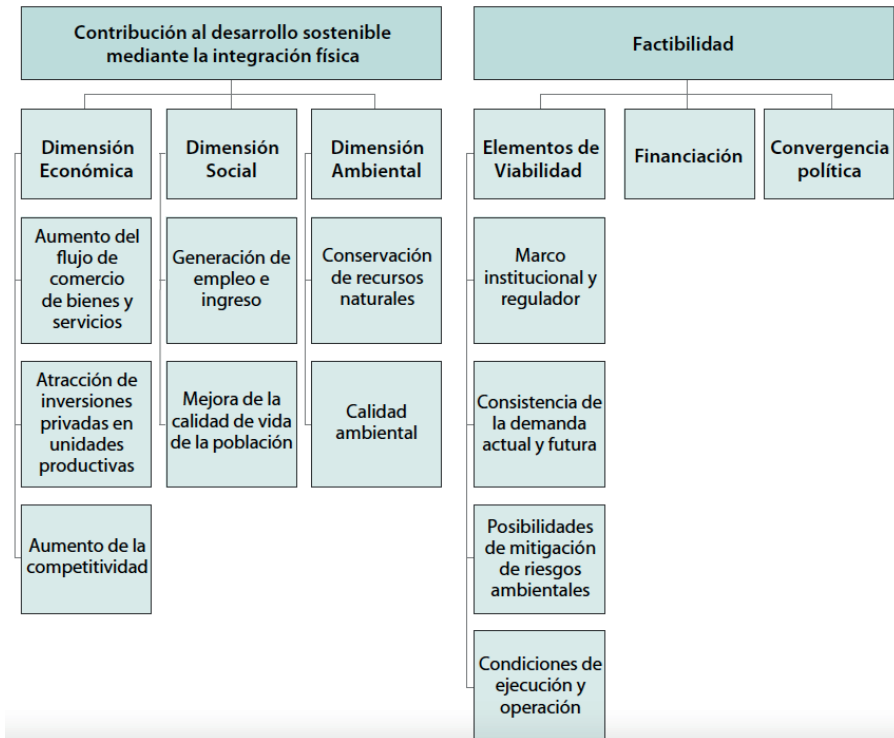 Contribución al desarrollo sostenible
mediante la integración física
Factibilidad
Dimensión
Económica
Dimensión
Social
Dimensión
Ambiental
Elementos de
Viabilidad
Financiación
Convergencia
política
Aumento del
flujo de
comercio
de bienes y
servicios
Generación de
empleo e
ingreso
Conservación
de recursos
naturales
Marco
institucional y
regulador
Atracción de
inversiones
privadas en
unidades
productivas
Mejora de la
calidad de vida
de la población
Calidad
ambiental
Consistencia de
la demanda
actual y futura
Aumento de la
competitividad
Posibilidades
de mitigación
de riesgos
ambientales
Condiciones de
ejecución y
operación